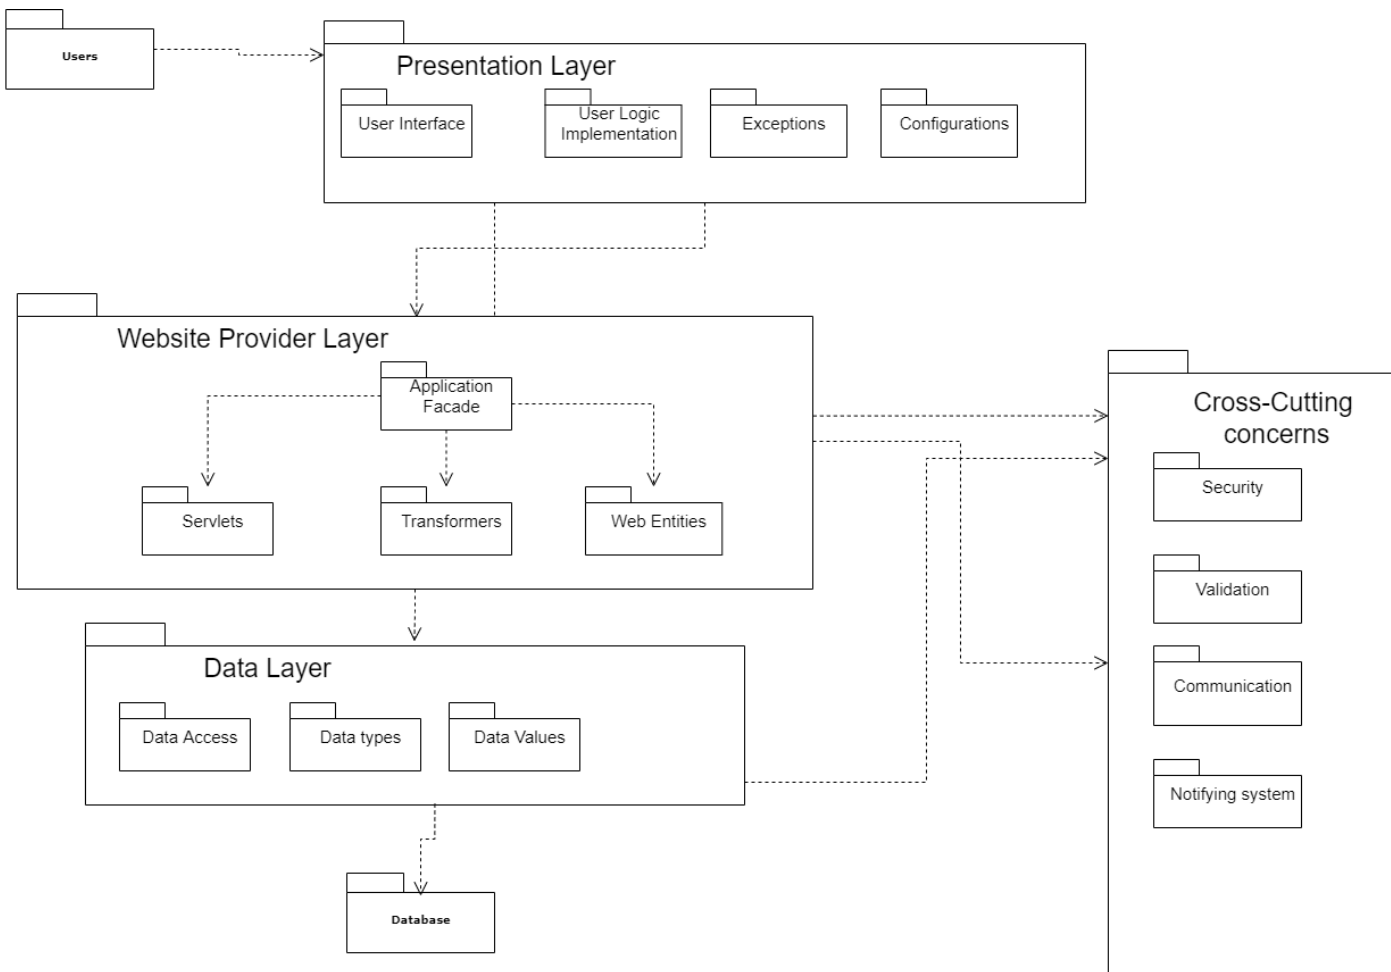 Users
Presentation Layer
User Interface
User Logic
Implementation
Exceptions
Configurations
Website Provider Layer
Application
Facade
Servlets
Transformers
Web Entities
Cross-Cutting
concerns
Security
Validation
Communication
Notifying system
Data Layer
Data Access
Data types
Data Values
Database